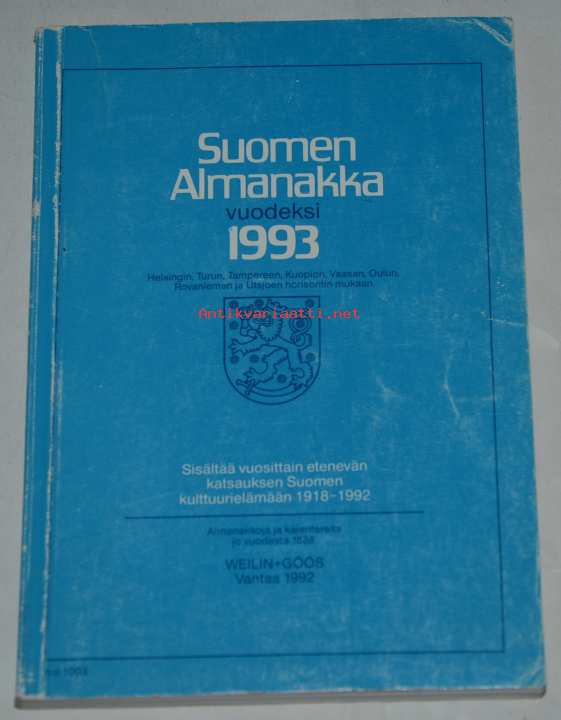 Suomen
Almanakka
vuodeksi
1993
Helsingin, Turun, Tampereen, Kuopion, Vaasan, Oulun,
Rovaniemen ja Utsjoen horisontin mukaan
Antikvariaatti.net
Sisältää vuosittain etenevän
katsauksen Suomen
kulttuurielämään 1918-1992
Almanakkoja ja kalentereita
jo vuodesta 1838
WEILIN+GÖÖS
Vantaa 1992